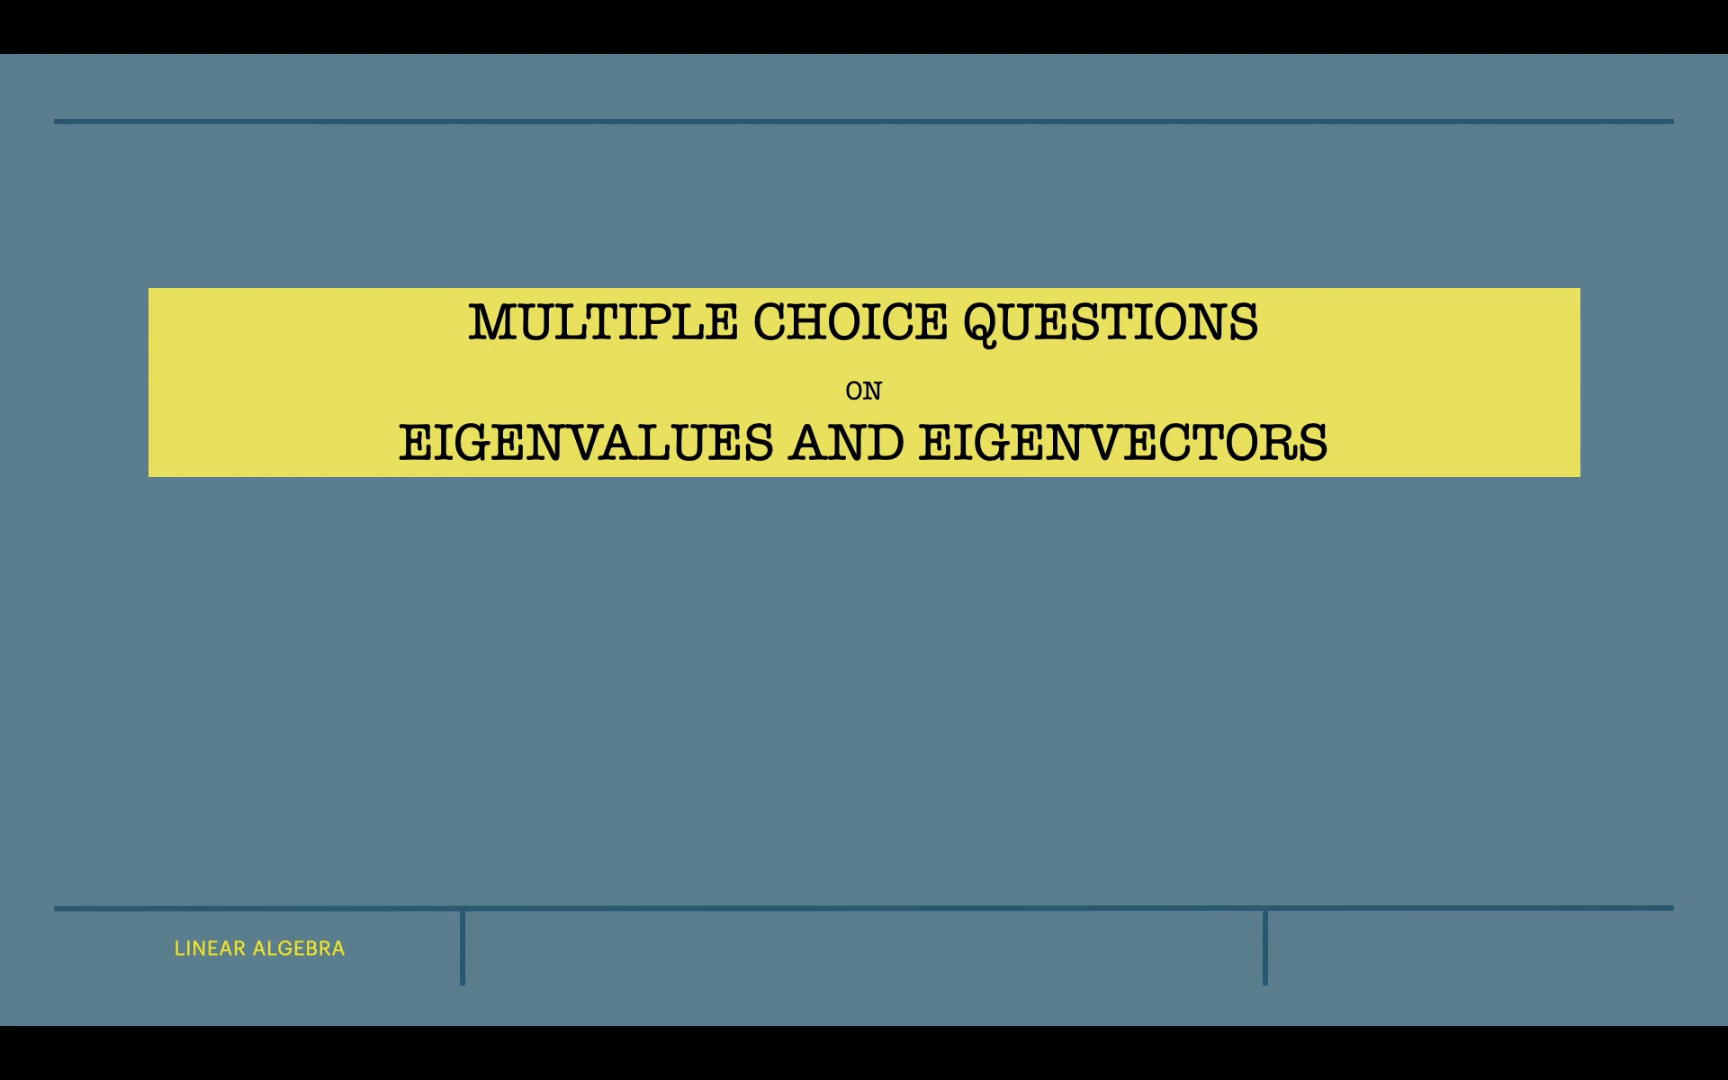 MULTIPLE CHOICE QUESTIONS
ON
EIGENVALUES AND EIGENVECTORS
LINEAR ALGEBRA